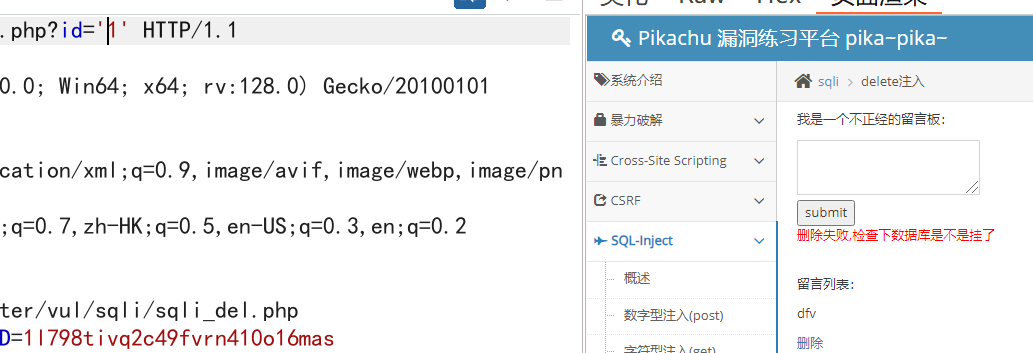 .php?id='1' HTTP/1.1
0.0; Win64; x64; rv:128.0) Gecko/20100101
cation/xml;q=0.9,image/avif,image/webp,image/pn
;q=0.7,zh-HK;q=0.5,en-US;q=0.3,en;q=0.2
ter/vul/sqli/sqli_del.php
D=1l798tivq2c49fvrn410o16mas
Pikachu 漏洞练习平台 pika~pika~
系统介绍
暴力破解
Cross-Site Scripting
CSRF
SQL-Inject
概述
数字型注入(post)
字符型注入(get)
sqli > delete注入
我是一个不正经的留言板:
submit
删除失败,检查下数据库是不是挂了
留言列表:
dfv
删除